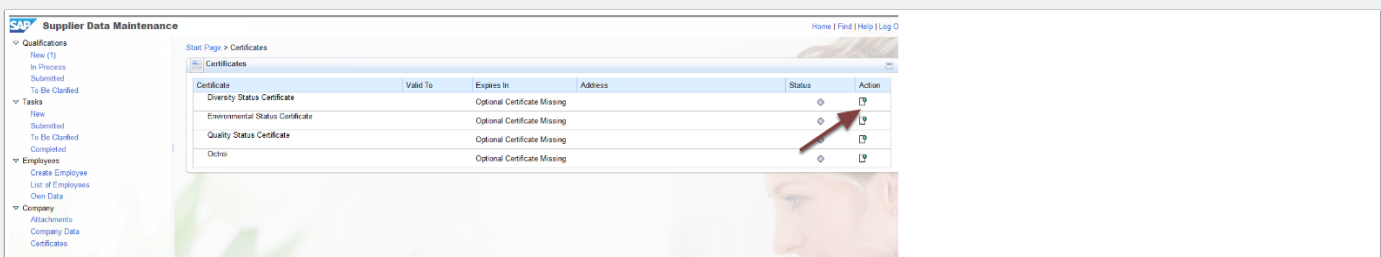 SAP Supplier Data Maintenance
Home | Find | Help | Log O
Qualifications
New (1)
In Process
Submitted
To Be Clarified
Tasks
New
Submitted
To Be Clarified
Completed
Employees
Create Employee
List of Employees
Own Data
Company
Attachments
Company Data
Certificates
Start Page > Certificates
Certificates
Certificate Valid To Expires In Address Status Action
Diversity Status Certificate Optional Certificate Missing
Environmental Status Certificate Optional Certificate Missing
Quality Status Certificate Optional Certificate Missing
Octroi Optional Certificate Missing